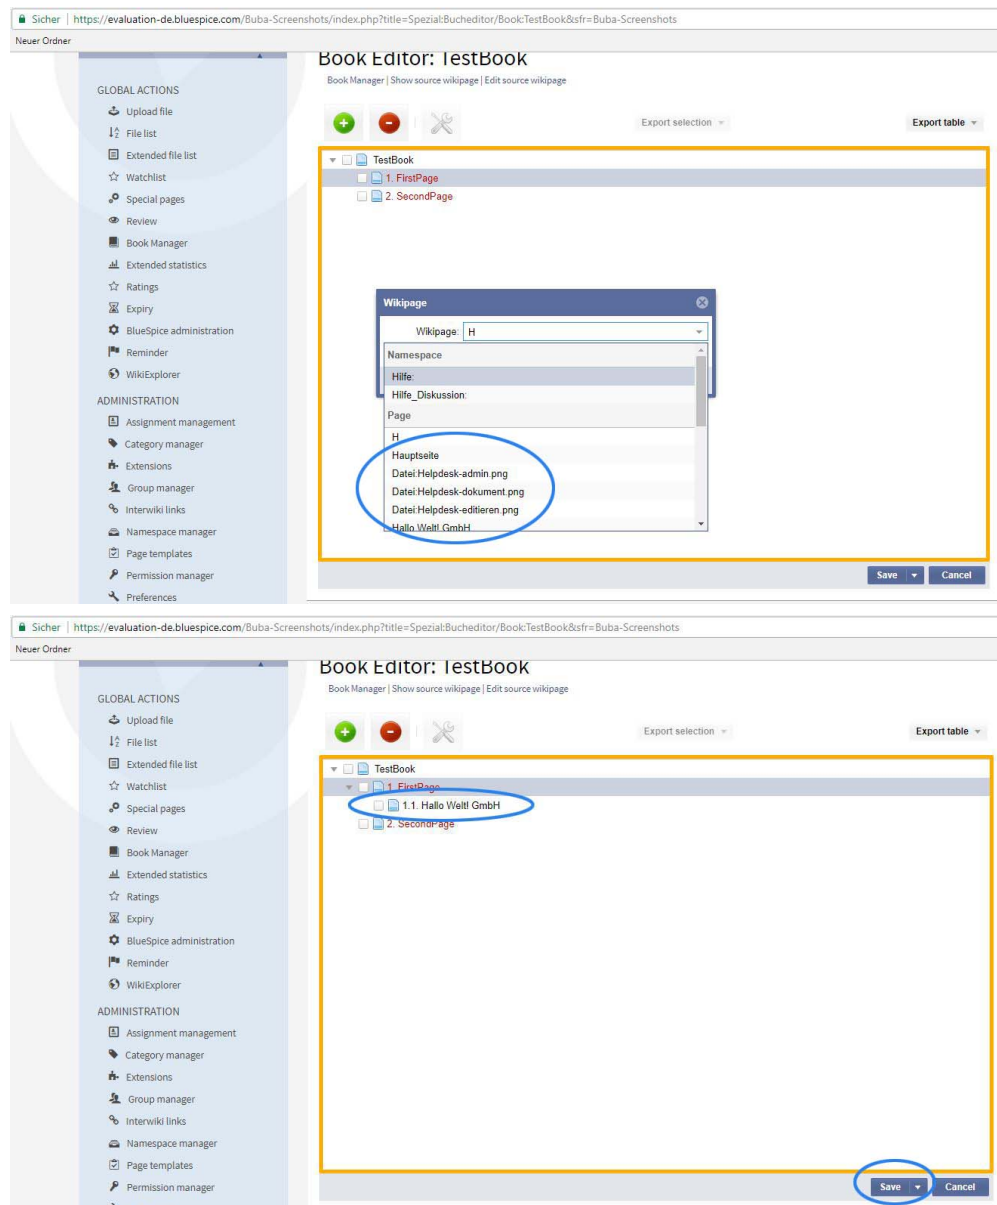 Sicher | https://evaluation-de.bluespice.com/Buba-Screenshots/index.php?title=Spezial:Bucheditor/Book:TestBook&sfr=Buba-Screenshots
Neuer Ordner
Book Editor: TestBook
Book Manager | Show source wikipage | Edit source wikipage
GLOBAL ACTIONS
Upload file
File list
Extended file list
Watchlist
Special pages
Review
Book Manager
Extended statistics
Ratings
Expiry
BlueSpice administration
Reminder
WikiExplorer
ADMINISTRATION
Assignment management
Category manager
Extensions
Group manager
Interwiki links
Namespace manager
Page templates
Permission manager
Preferences
Export selection
Export table
TestBook
1. FirstPage
2. SecondPage
Wikipage
Wikipage: H
Namespace
Hilfe:
Hilfe_Diskussion:
Page
H
Hauptseite
Datei:Helpdesk-admin.png
Datei:Helpdesk-dokument.png
Datei:Helpdesk-editieren.png
Hallo Welt! GmbH
Save
Cancel
Sicher | https://evaluation-de.bluespice.com/Buba-Screenshots/index.php?title=Spezial:Bucheditor/Book:TestBook&sfr=Buba-Screenshots
Neuer Ordner
Book Editor: TestBook
Book Manager | Show source wikipage | Edit source wikipage
GLOBAL ACTIONS
Upload file
File list
Extended file list
Watchlist
Special pages
Review
Book Manager
Extended statistics
Ratings
Expiry
BlueSpice administration
Reminder
WikiExplorer
ADMINISTRATION
Assignment management
Category manager
Extensions
Group manager
Interwiki links
Namespace manager
Page templates
Permission manager
Export selection
Export table
TestBook
1. FirstPage
1.1. Hallo Welt! GmbH
2. SecondPage
Save
Cancel